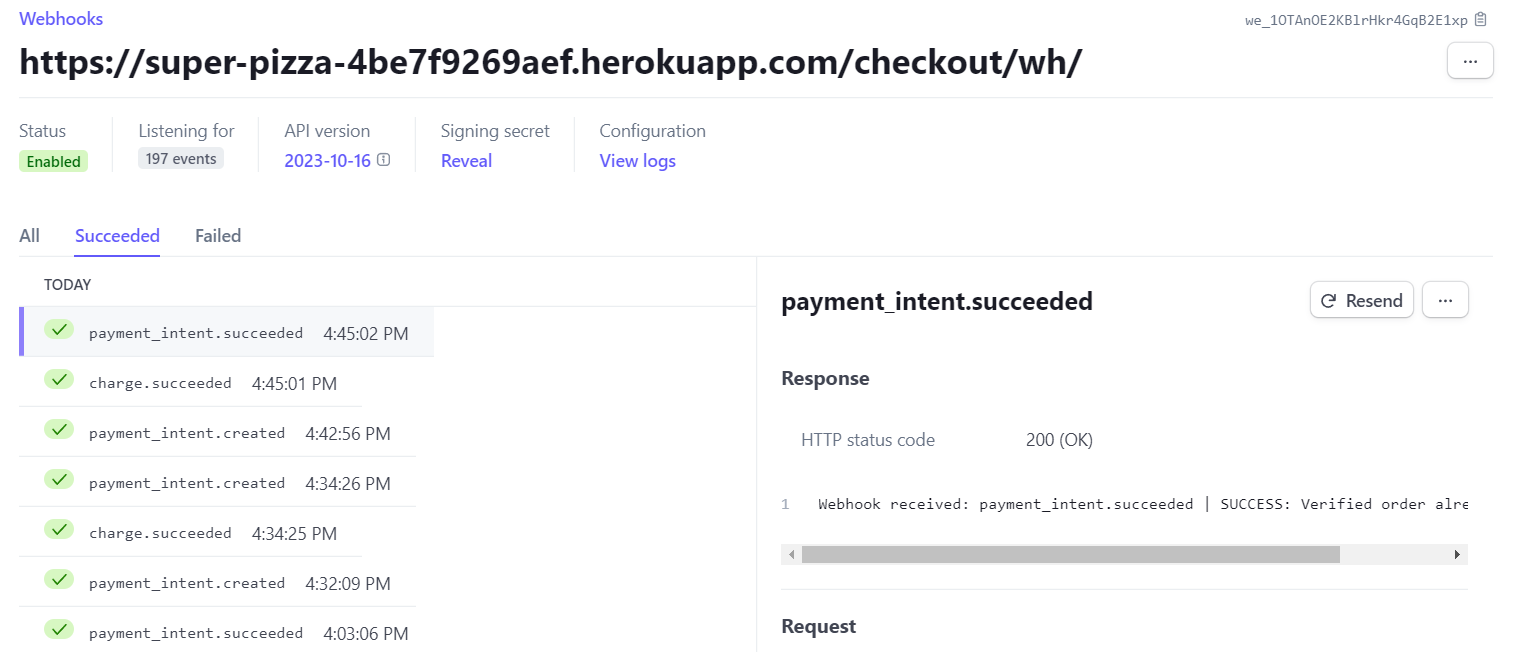 Webhooks
we_1OTAnOE2KBlrHkr4GqB2E1xp
https://super-pizza-4be7f9269aef.herokuapp.com/checkout/wh/
Status
Listening for
API version
Signing secret
Configuration
Enabled
197 events
2023-10-16
Reveal
View logs
All
Succeeded
Failed
TODAY
payment_intent.succeeded 4:45:02 PM
charge.succeeded 4:45:01 PM
payment_intent.created 4:42:56 PM
payment_intent.created 4:34:26 PM
charge.succeeded 4:34:25 PM
payment_intent.created 4:32:09 PM
payment_intent.succeeded 4:03:06 PM
payment_intent.succeeded
Resend
Response
HTTP status code 200 (OK)
1 Webhook received: payment_intent.succeeded | SUCCESS: Verified order alre
Request